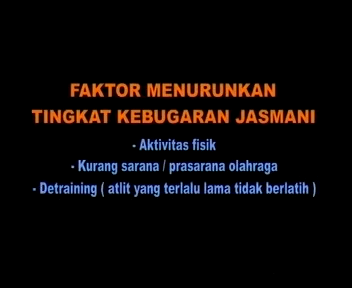 FAKTOR MENURUNKAN
TINGKAT KEBUGARAN JASMANI
- Aktivitas fisik
- Kurang sarana / prasarana olahraga
- Detraining ( atlit yang terlalu lama tidak berlatih )